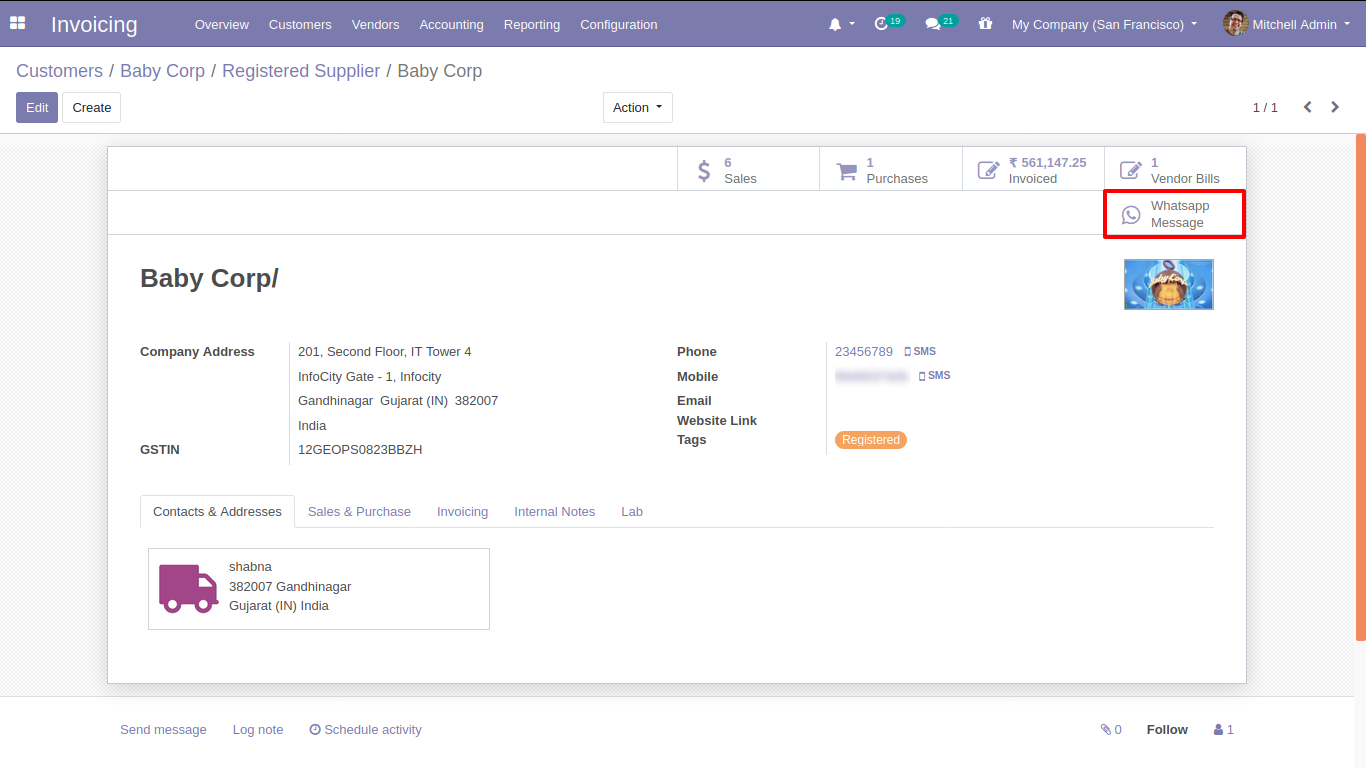 Invoicing Overview Customers Vendors Accounting Reporting Configuration 19 21 My Company (San Francisco) Mitchell Admin
Customers / Baby Corp / Registered Supplier / Baby Corp
Edit Create Action 1 / 1
6 1 ₹ 561,147.25 1
Sales Purchases Invoiced Vendor Bills
Whatsapp
Message
Baby Corp/
Company Address 201, Second Floor, IT Tower 4 Phone 23456789 SMS
InfoCity Gate - 1, Infocity Mobile SMS
Gandhinagar Gujarat (IN) 382007 Email
Website Link
India
Tags Registered
GSTIN 12GEOPS0823BBZH
Contacts & Addresses Sales & Purchase Invoicing Internal Notes Lab
shabna
382007 Gandhinagar
Gujarat (IN) India
Send message Log note Schedule activity 0 Follow 1